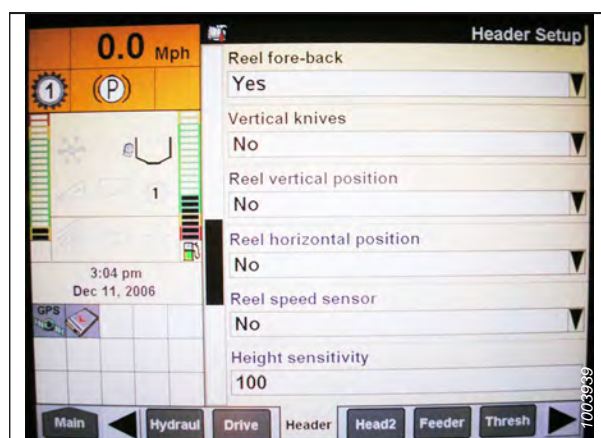 0.0 Mph
Header Setup
1
(P)
Reel fore-back
Yes
Vertical knives
No
1
Reel vertical position
No
Reel horizontal position
No
3:04 pm
Dec 11, 2006
Reel speed sensor
No
GPS
Height sensitivity
100
Main
Hydraul
Drive
Header
Head2
Feeder
Thresh
1003939